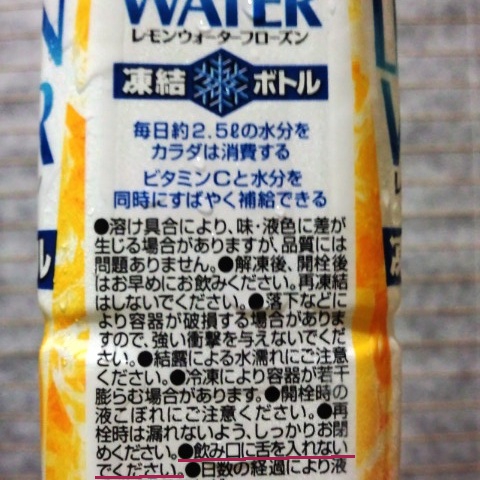 WATER
レモンウォーターフローズン
凍結 ボトル
毎日約2.5ℓの水分を
カラダは消費する
ビタミンCと水分を
同時にすばやく補給できる
●溶け具合により、味・液色に差が
生じる場合がありますが、品質には
問題ありません。●解凍後、開栓後
はお早めにお飲みください。再凍結
はしないでください。●落下などに
より容器が破損する場合がありま
すので、強い衝撃を与えないでくだ
さい。●結露による水濡れにご注意
ください。●冷凍により容器が若干
膨らむ場合があります。●開栓時の
液こぼれにご注意ください。●再
栓時は漏れないよう、しっかりお閉
めください。●飲み口に舌を入れない
でください。●日数の経過により液